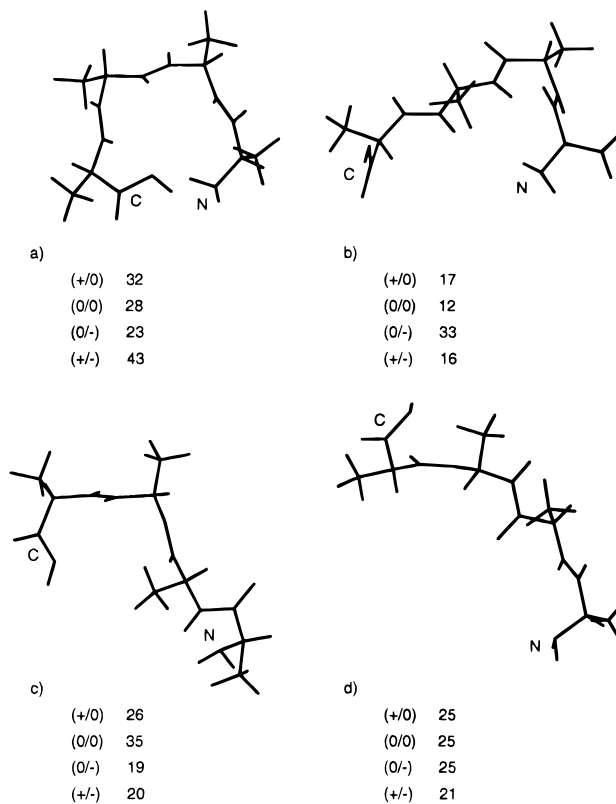 C
N
a)
(+/0) 32
(0/0) 28
(0/-) 23
(+/-) 43
C
N
b)
(+/0) 17
(0/0) 12
(0/-) 33
(+/-) 16
C
N
c)
(+/0) 26
(0/0) 35
(0/-) 19
(+/-) 20
C
N
d)
(+/0) 25
(0/0) 25
(0/-) 25
(+/-) 21